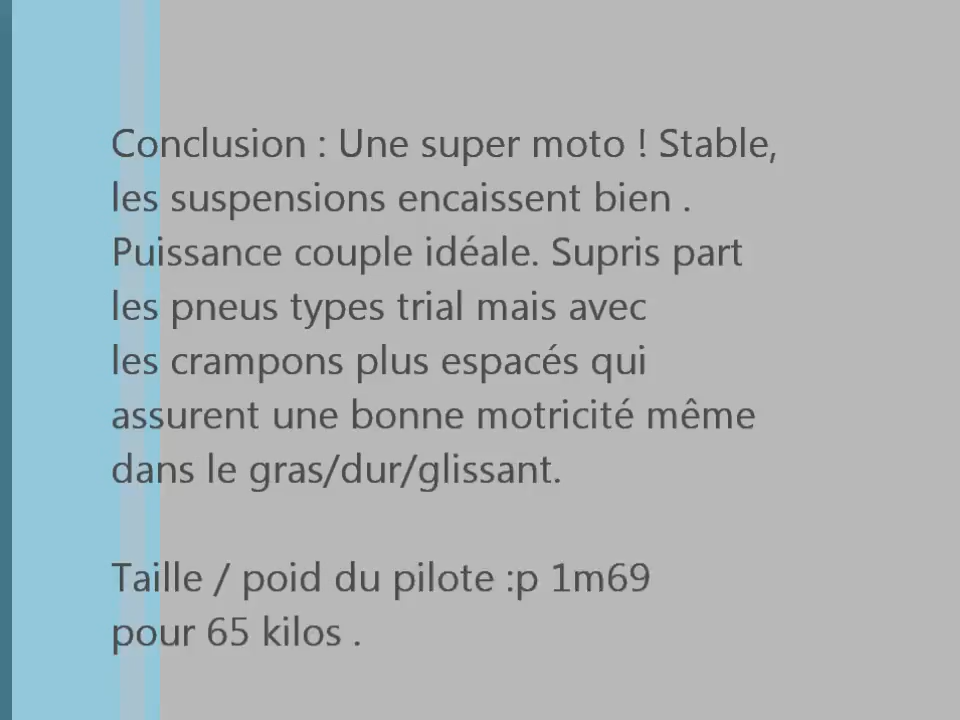 Conclusion : Une super moto ! Stable,
les suspensions encaissent bien .
Puissance couple idéale. Supris part
les pneus types trial mais avec
les crampons plus espacés qui
assurent une bonne motricité même
dans le gras/dur/glissant.
Taille / poid du pilote :p 1m69
pour 65 kilos .